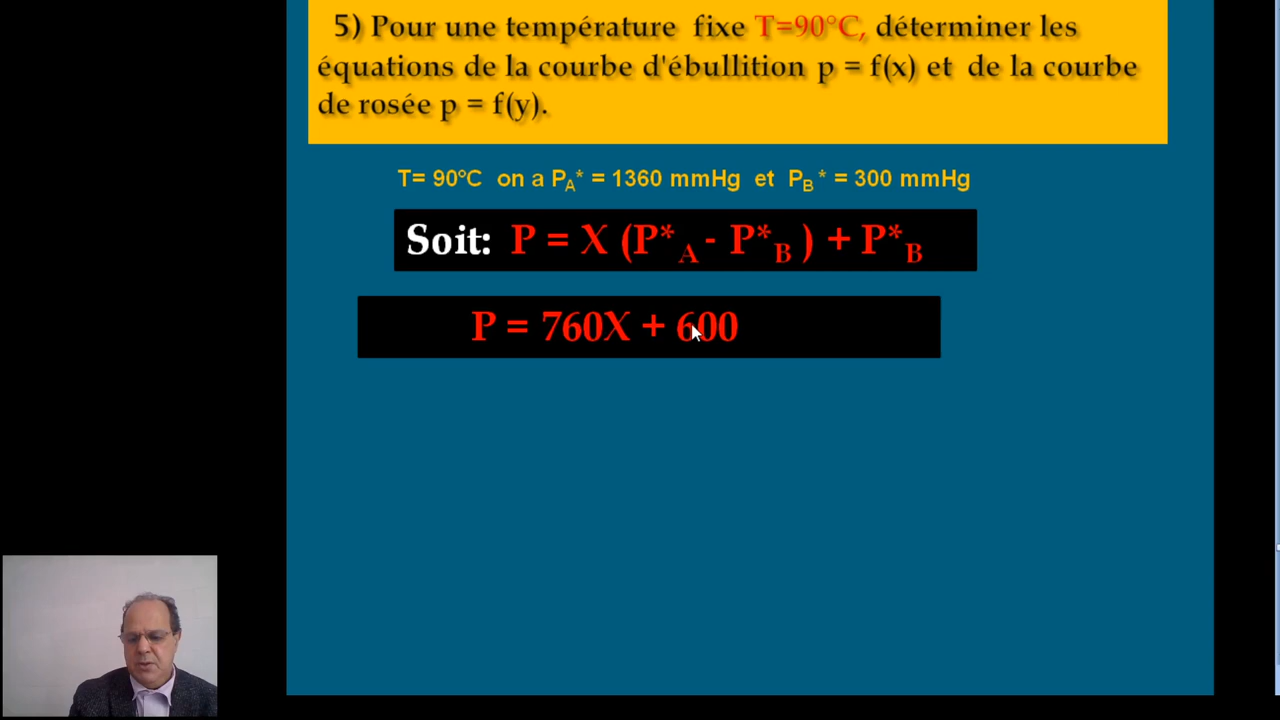 5) Pour une température fixe T=90°C, déterminer les
équations de la courbe d'ébullition p = f(x) et de la courbe
de rosée p = f(y).
T= 90°C on a PA* = 1360 mmHg et PB* = 300 mmHg
Soit: P = X (P*A - P*B ) + P*B
P = 760X + 600